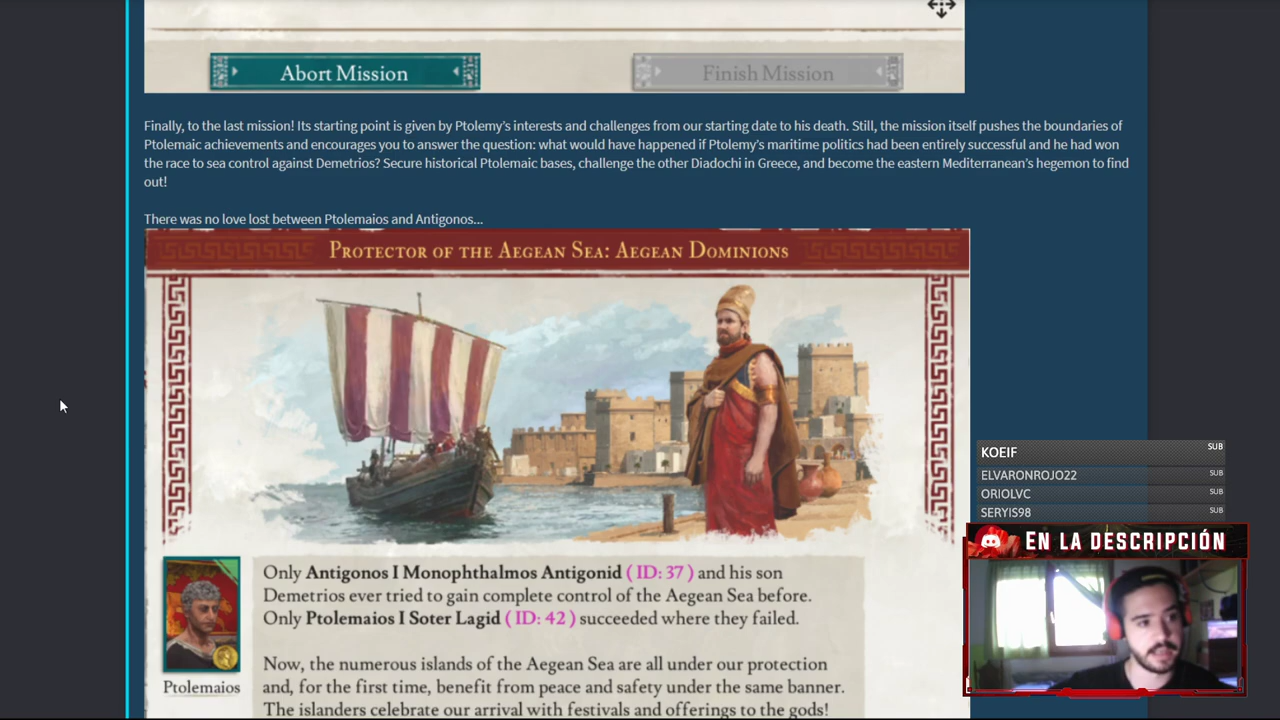 Abort Mission
Finish Mission
Finally, to the last mission! Its starting point is given by Ptolemy's interests and challenges from our starting date to his death. Still, the mission itself pushes the boundaries of
Ptolemaic achievements and encourages you to answer the question: what would have happened if Ptolemy's maritime politics had been entirely successful and he had won
the race to sea control against Demetrios? Secure historical Ptolemaic bases, challenge the other Diadochi in Greece, and become the eastern Mediterranean's hegemon to find
out!
There was no love lost between Ptolemaios and Antigonos...
Protector of the Aegean Sea: Aegean Dominions
Only Antigonos I Monophthalmos Antigonid ( ID: 37 ) and his son
Demetrios ever tried to gain complete control of the Aegean Sea before.
Only Ptolemaios I Soter Lagid ( ID: 42 ) succeeded where they failed.
Now, the numerous islands of the Aegean Sea are all under our protection
and, for the first time, benefit from peace and safety under the same banner.
The islanders celebrate our arrival with festivals and offerings to the gods!
Ptolemaios
KOEIF SUB
ELVARONROJO22 SUB
ORIOLVC SUB
SERYIS98 SUB
EN LA DESCRIPCIÓN